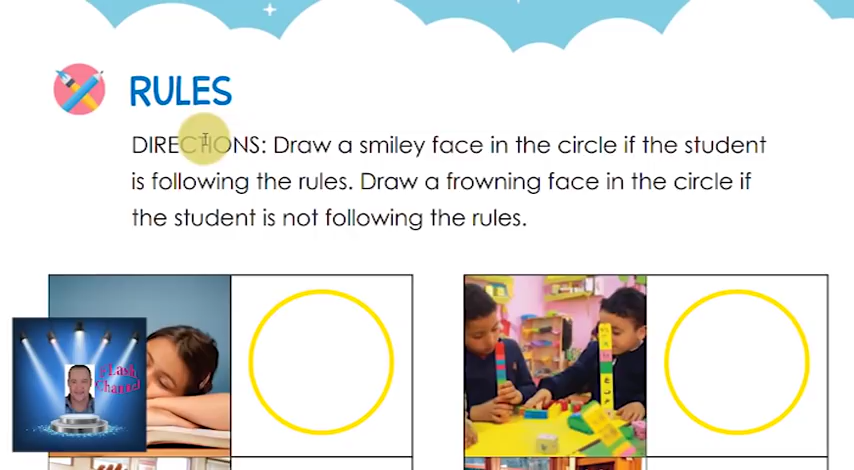 RULES
DIRECTIONS: Draw a smiley face in the circle if the student
is following the rules. Draw a frowning face in the circle if
the student is not following the rules.
Channel